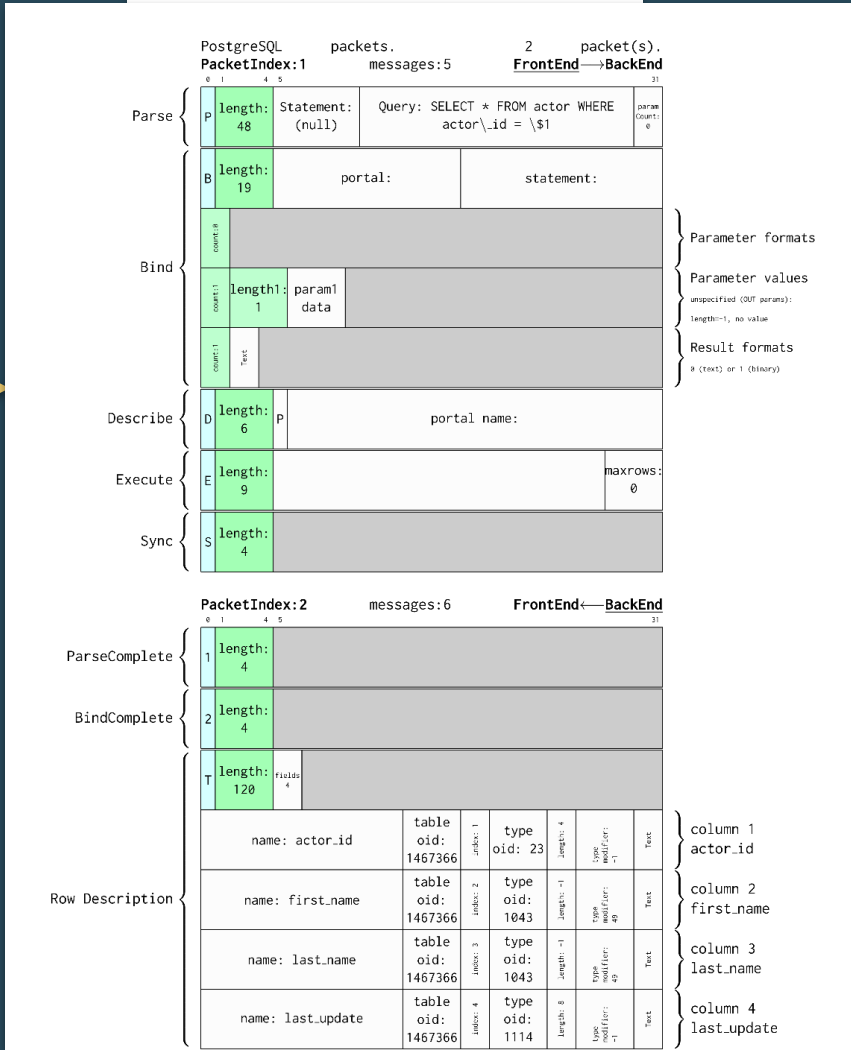 PostgreSQL packets. 2 packet(s).
PacketIndex:1 messages:5 FrontEnd→BackEnd
0 1 4 5 31
Parse
P
length: 48
Statement: (null)
Query: SELECT * FROM actor WHERE
actor\_id = \$1
param Count: 0
Bind
B
length: 19
portal:
statement:
count:0
Parameter formats
count:1
length1: 1
param1 data
Parameter values
unspecified (OUT params):
length=-1, no value
count:1
Text
Result formats
0 (text) or 1 (binary)
Describe
D
length: 6
P
portal name:
Execute
E
length: 9
maxrows: 0
Sync
S
length: 4
PacketIndex:2 messages:6 FrontEnd←BackEnd
0 1 4 5 31
ParseComplete
1
length: 4
BindComplete
2
length: 4
Row Description
T
length: 120
fields 4
name: actor_id
table oid: 1467366
index: 1
type oid: 23
length: 4
type modifier: -1
Text
column 1
actor_id
name: first_name
table oid: 1467366
index: 2
type oid: 1043
length: -1
type modifier: 49
Text
column 2
first_name
name: last_name
table oid: 1467366
index: 3
type oid: 1043
length: -1
type modifier: 49
Text
column 3
last_name
name: last_update
table oid: 1467366
index: 4
type oid: 1114
length: 8
type modifier: -1
Text
column 4
last_update